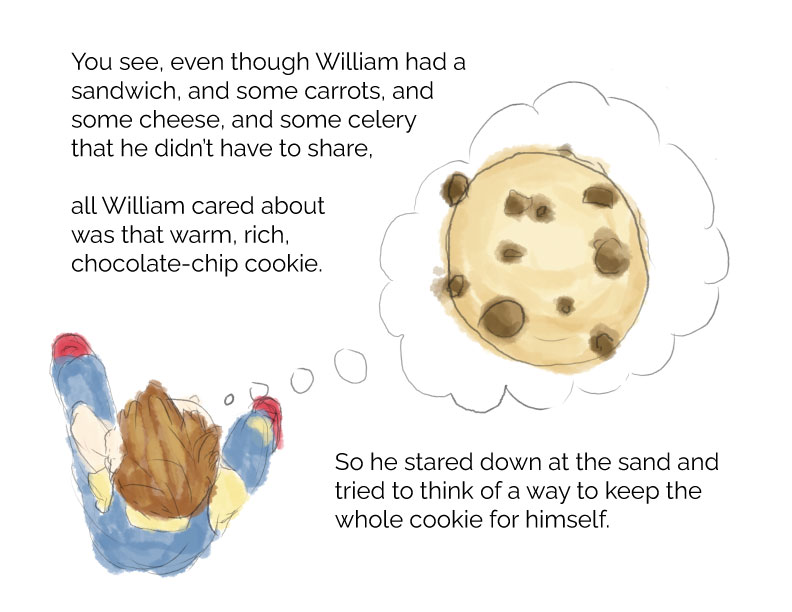 You see, even though William had a
sandwich, and some carrots, and
some cheese, and some celery
that he didn’t have to share,
all William cared about
was that warm, rich,
chocolate-chip cookie.
So he stared down at the sand and
tried to think of a way to keep the
whole cookie for himself.